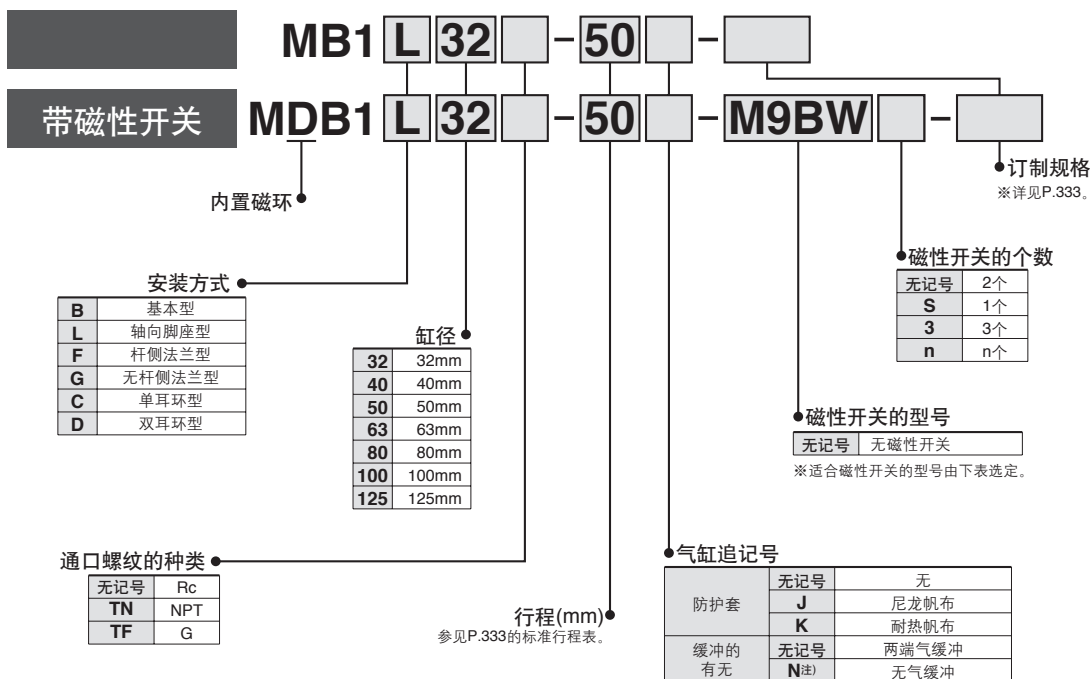 MB1 L 32 - 50 -
带磁性开关 MDB1 L 32 - 50 - M9BW -
订制规格
※详见P.333。
内置磁环
磁性开关的个数
无记号 2个
S 1个
3 3个
n n个
安装方式
B 基本型
L 轴向脚座型
F 杆侧法兰型
G 无杆侧法兰型
C 单耳环型
D 双耳环型
缸径
32 32mm
40 40mm
50 50mm
63 63mm
80 80mm
100 100mm
125 125mm
磁性开关的型号
无记号 无磁性开关
※适合磁性开关的型号由下表选定。
通口螺纹的种类
无记号 Rc
TN NPT
TF G
行程(mm)
参见P.333的标准行程表。
气缸追记号
防护套 无记号 无
J 尼龙帆布
K 耐热帆布
缓冲的有无 无记号 两端气缓冲
N注) 无气缓冲